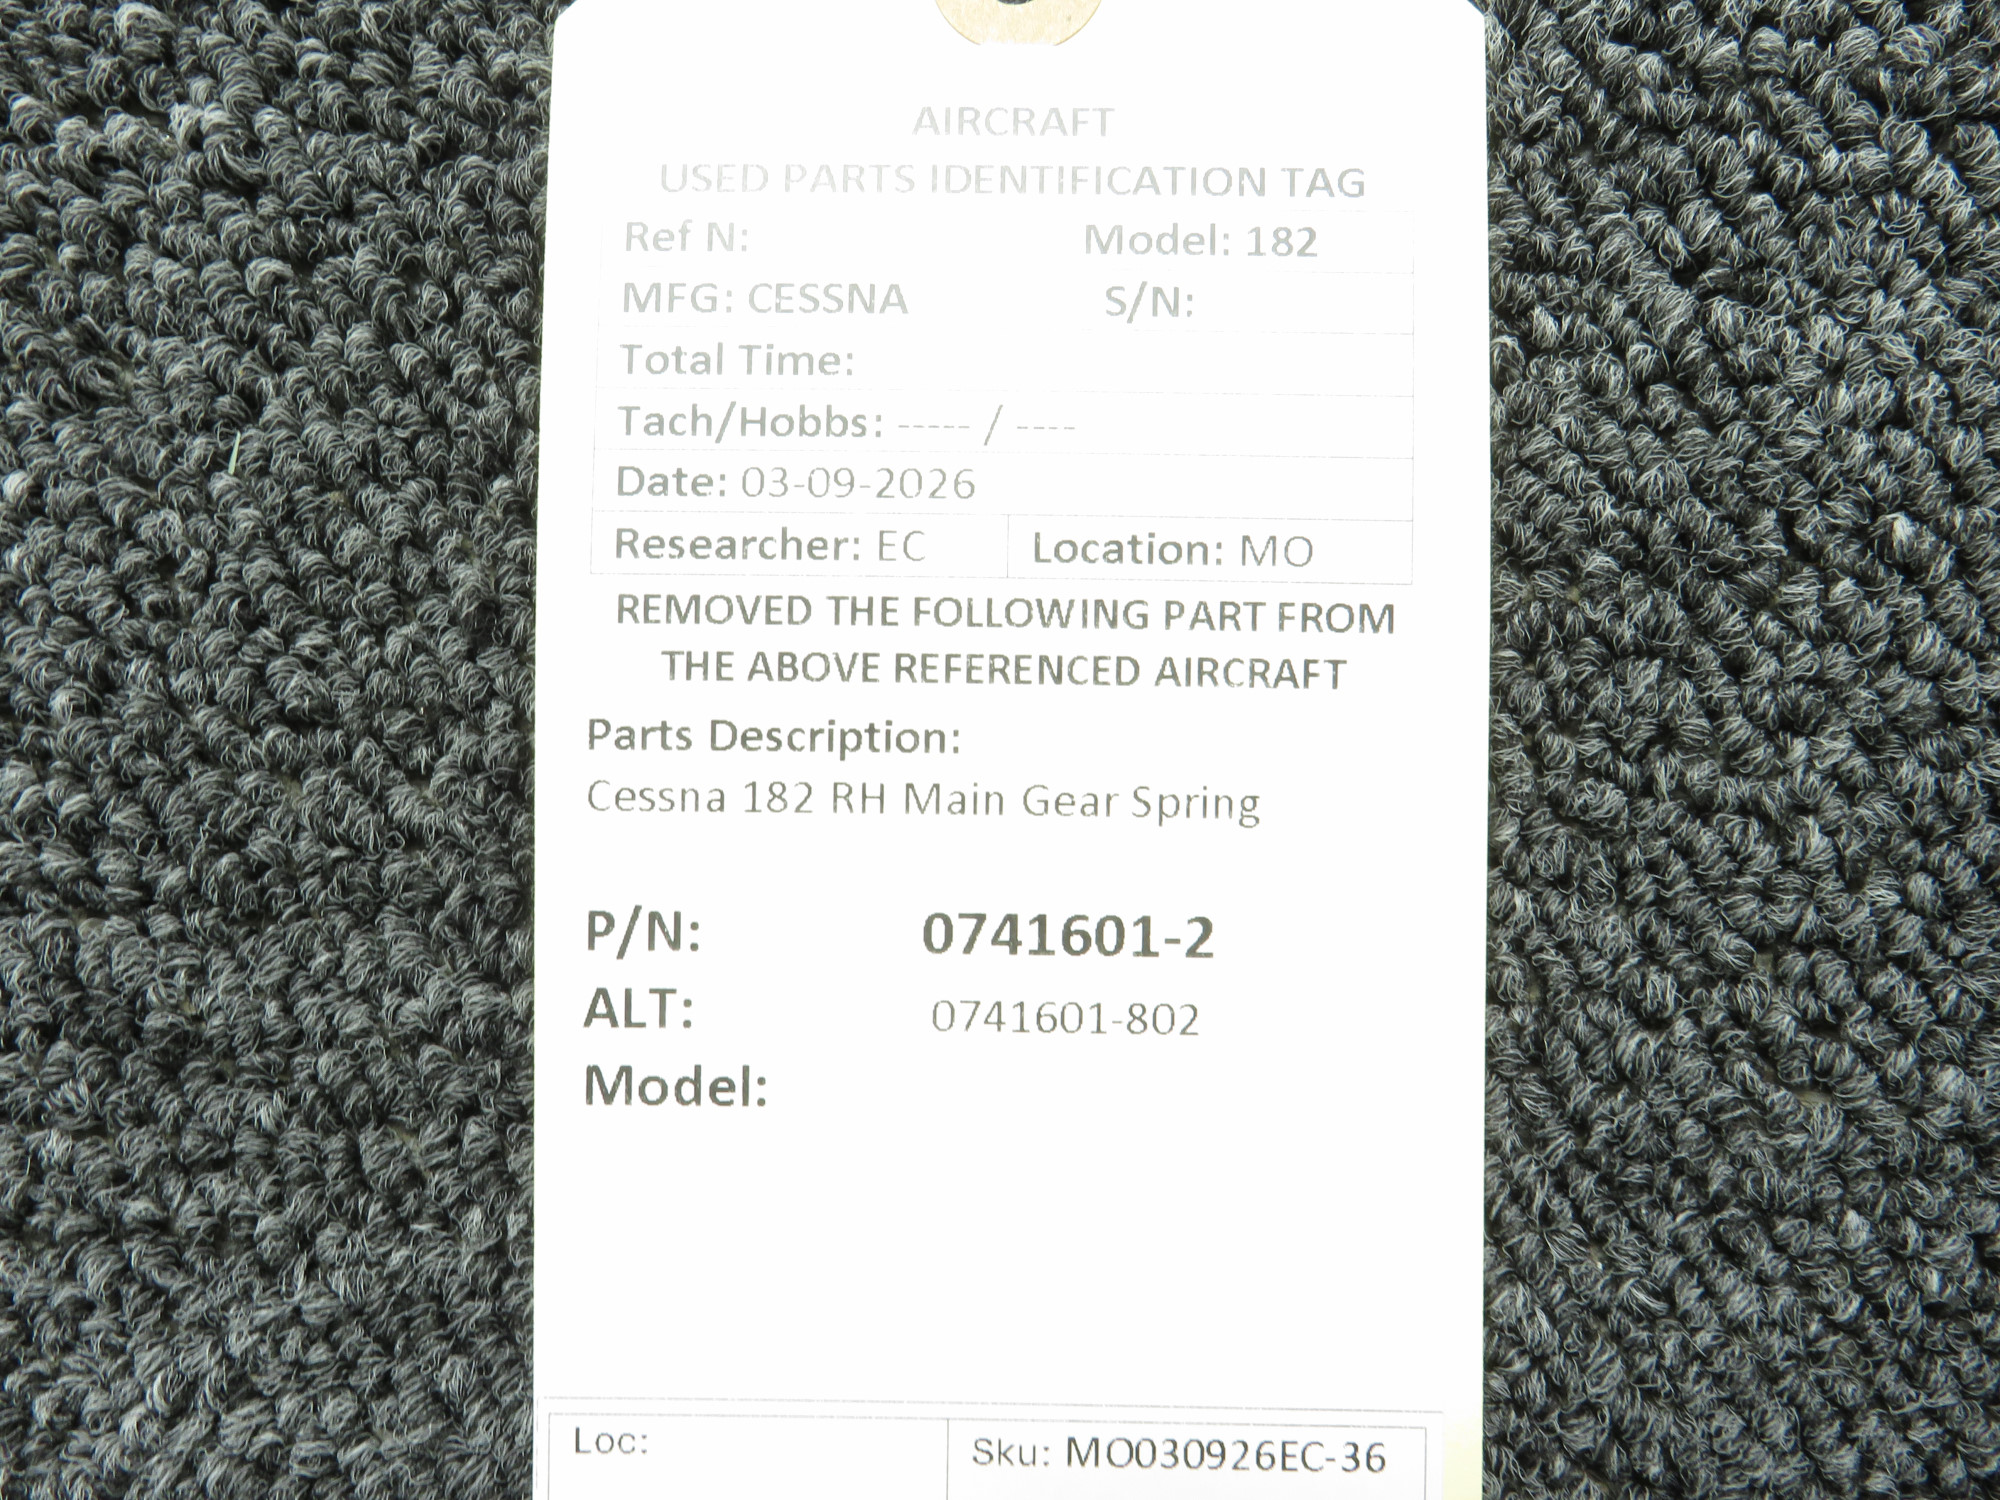 AIRCRAFT
USED PARTS IDENTIFICATION TAG
Ref N: Model: 182
MFG: CESSNA S/N:
Total Time:
Tach/Hobbs: ----- / ----
Date: 03-09-2026
Researcher: EC Location: MO
REMOVED THE FOLLOWING PART FROM
THE ABOVE REFERENCED AIRCRAFT
Parts Description:
Cessna 182 RH Main Gear Spring
P/N: 0741601-2
ALT: 0741601-802
Model:
Loc: Sku: MO030926EC-36